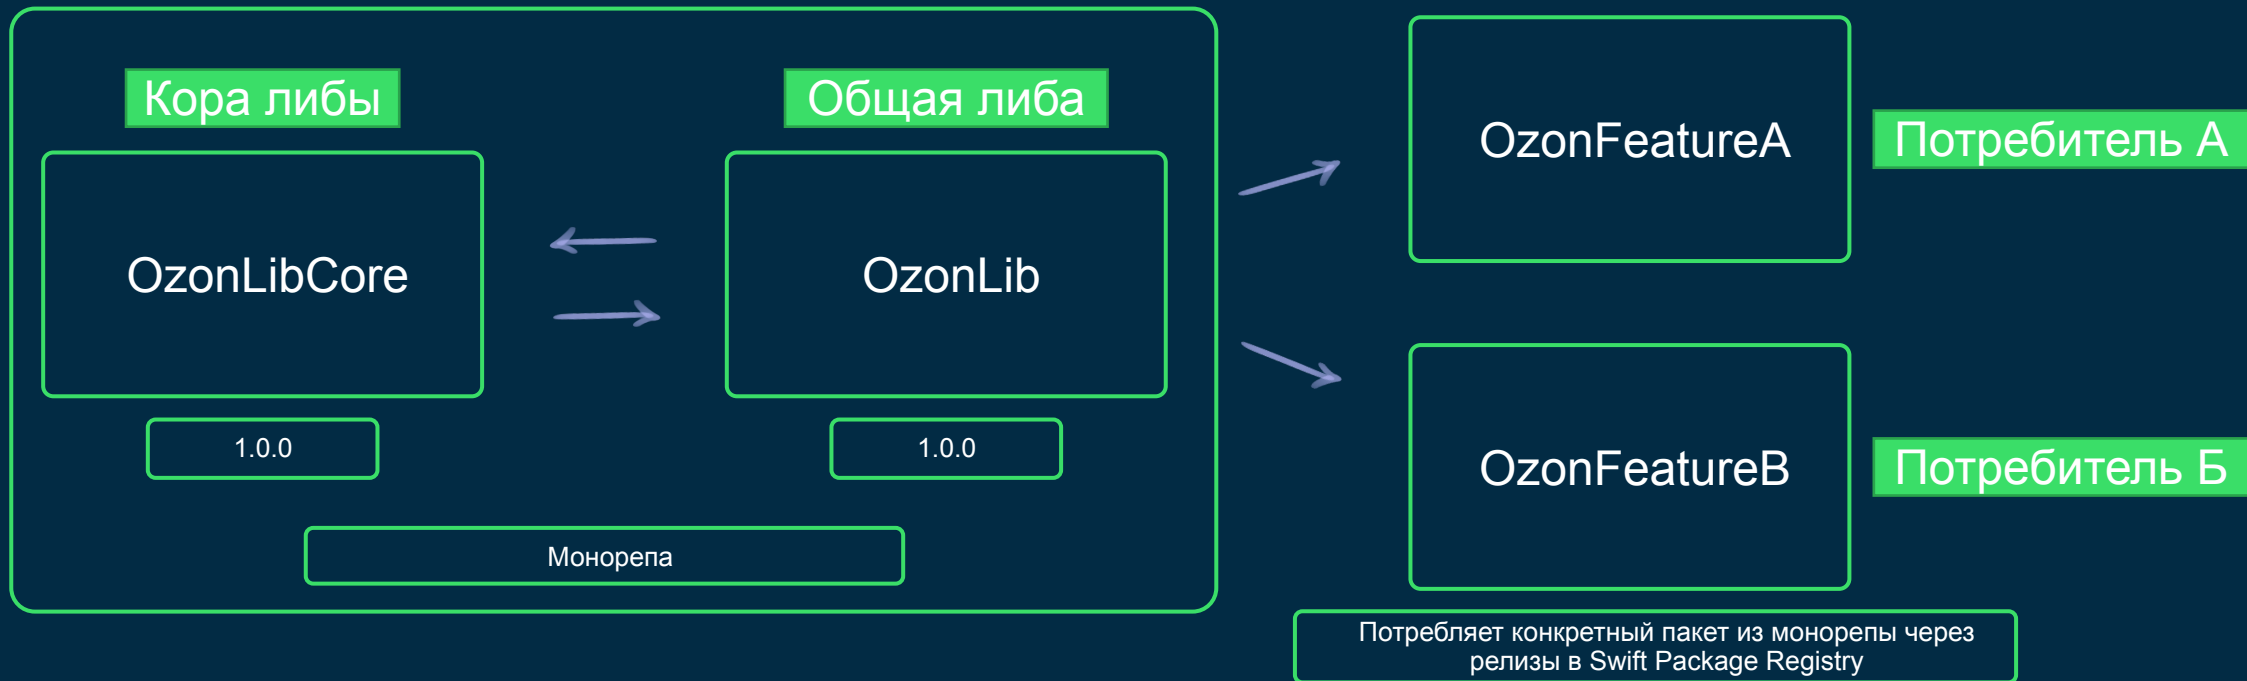 Кора либы
Общая либа
OzonLibCore
OzonLib
1.0.0
1.0.0
Монорепа
OzonFeatureA
Потребитель А
OzonFeatureB
Потребитель Б
Потребляет конкретный пакет из монорепы через
релизы в Swift Package Registry